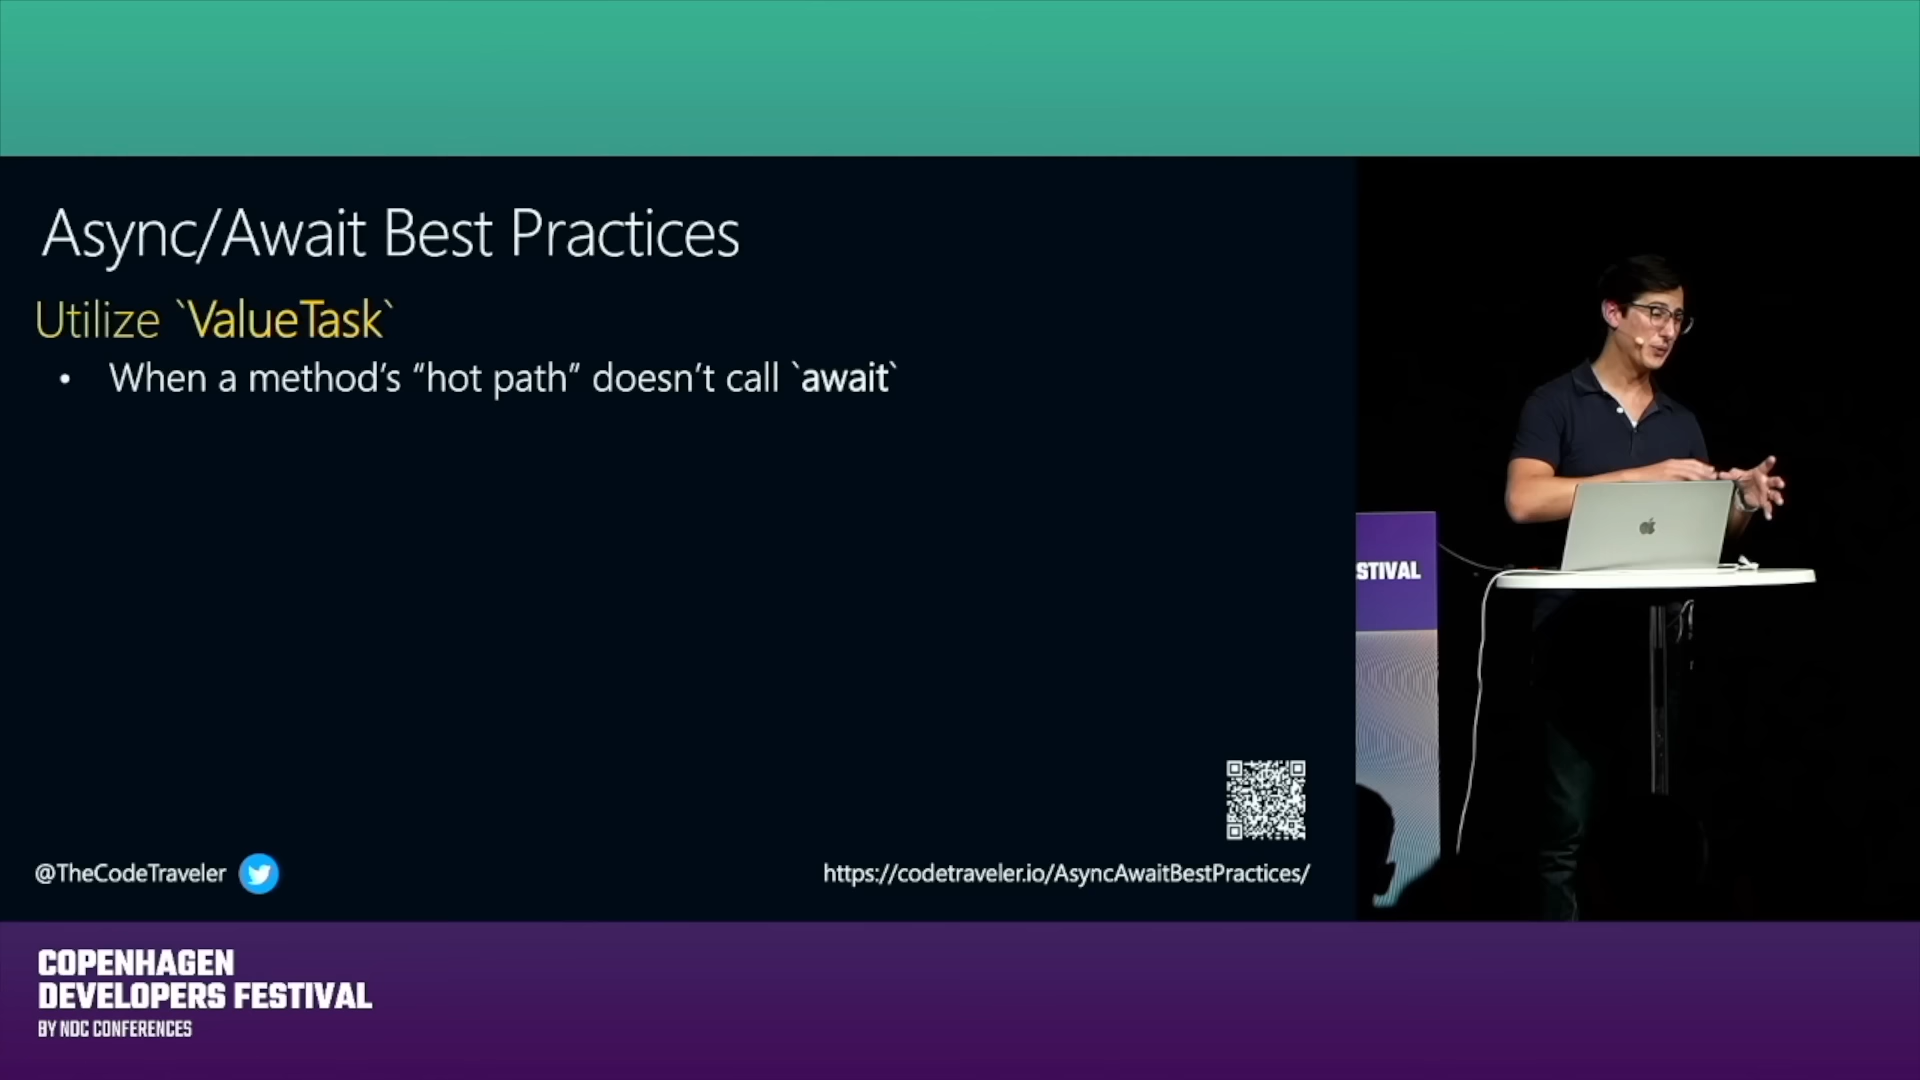 Async/Await Best Practices
Utilize `ValueTask`
• When a method’s “hot path” doesn’t call `await`
STIVAL
@TheCodeTraveler
https://codetraveler.io/AsyncAwaitBestPractices/
COPENHAGEN
DEVELOPERS FESTIVAL
BY NDC CONFERENCES